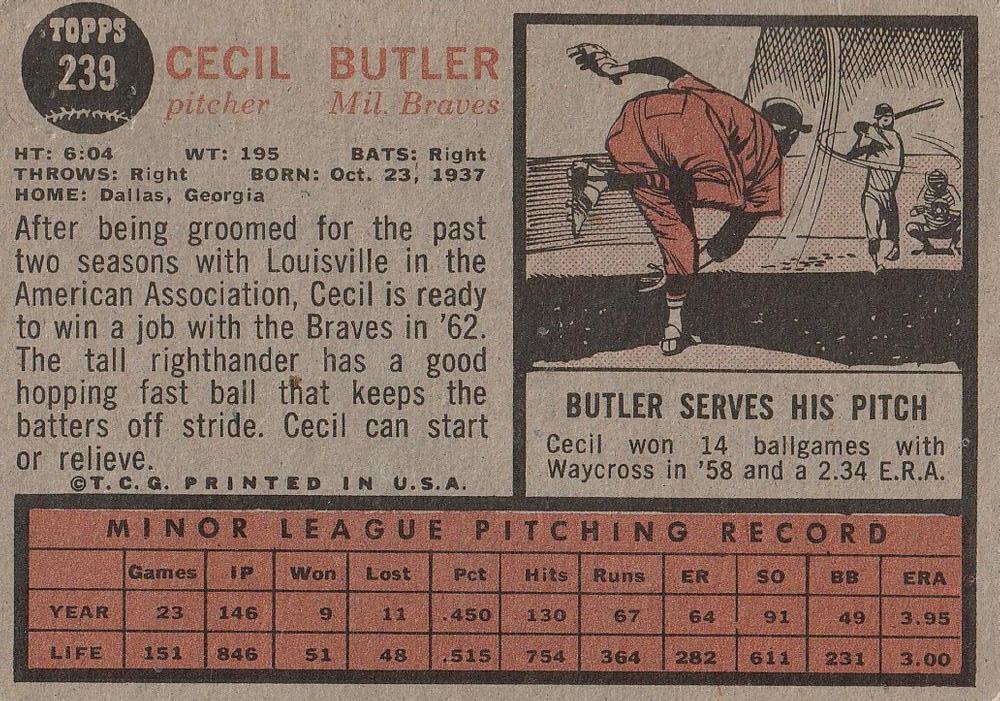 TOPPS
239
CECIL BUTLER
pitcher Mil. Braves
HT: 6:04 WT: 195 BATS: Right
THROWS: Right BORN: Oct. 23, 1937
HOME: Dallas, Georgia
After being groomed for the past
two seasons with Louisville in the
American Association, Cecil is ready
to win a job with the Braves in '62.
The tall righthander has a good
hopping fast ball that keeps the
batters off stride. Cecil can start
or relieve.
©T.C.G. PRINTED IN U.S.A.
BUTLER SERVES HIS PITCH
Cecil won 14 ballgames with
Waycross in '58 and a 2.34 E.R.A.
MINOR LEAGUE PITCHING RECORD
Games IP Won Lost Pct Hits Runs ER SO BB ERA
YEAR 23 146 9 11 .450 130 67 64 91 49 3.95
LIFE 151 846 51 48 .515 754 364 282 611 231 3.00